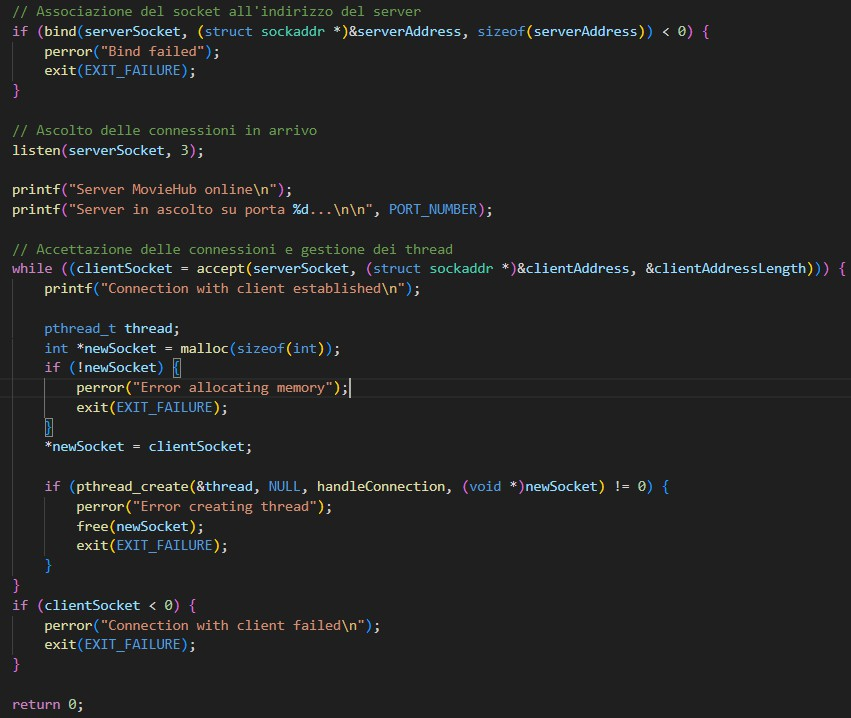 // Associazione del socket all'indirizzo del server
if (bind(serverSocket, (struct sockaddr *)&serverAddress, sizeof(serverAddress)) < 0) {
    perror("Bind failed");
    exit(EXIT_FAILURE);
}

// Ascolto delle connessioni in arrivo
listen(serverSocket, 3);

printf("Server MovieHub online\n");
printf("Server in ascolto su porta %d...\n\n", PORT_NUMBER);

// Accettazione delle connessioni e gestione dei thread
while ((clientSocket = accept(serverSocket, (struct sockaddr *)&clientAddress, &clientAddressLength))) {
    printf("Connection with client established\n");

    pthread_t thread;
    int *newSocket = malloc(sizeof(int));
    if (!newSocket) {
        perror("Error allocating memory");
        exit(EXIT_FAILURE);
    }
    *newSocket = clientSocket;

    if (pthread_create(&thread, NULL, handleConnection, (void *)newSocket) != 0) {
        perror("Error creating thread");
        free(newSocket);
        exit(EXIT_FAILURE);
    }
}
if (clientSocket < 0) {
    perror("Connection with client failed\n");
    exit(EXIT_FAILURE);
}

return 0;